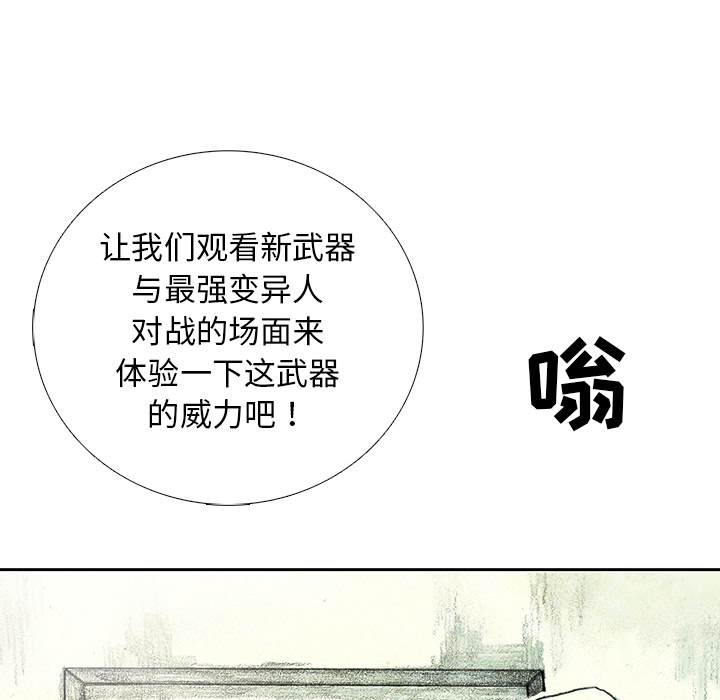 让我们观看新武器
与最强变异人
对战的场面来
体验一下这武器
的威力吧！
嗡